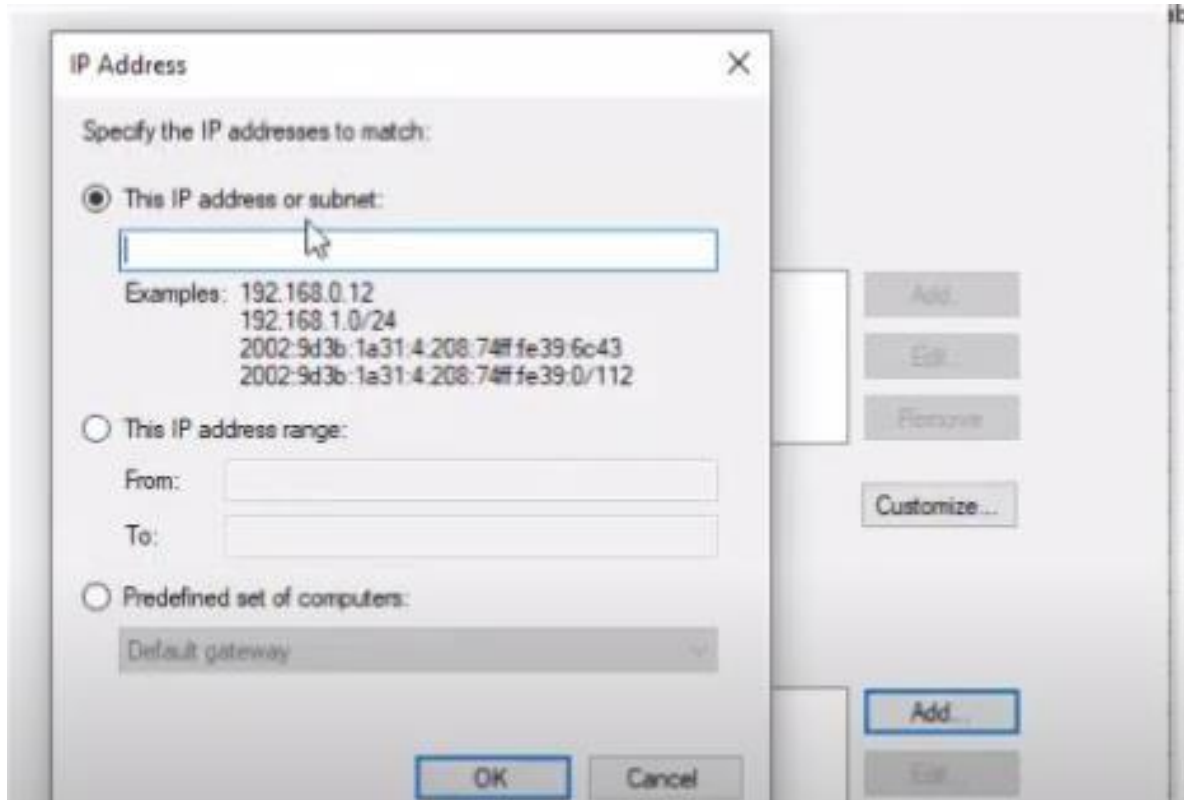 IP Address
Specify the IP addresses to match:
This IP address or subnet:
Examples: 192.168.0.12
192.168.1.0/24
2002:9d3b:1a31:4:208:74ff:fe39:6c43
2002:9d3b:1a31:4:208:74ff:fe39:0/112
This IP address range:
From:
To:
Predefined set of computers:
Default gateway
OK Cancel
Add...
Edit...
Remove
Customize...
Add...
Edit...